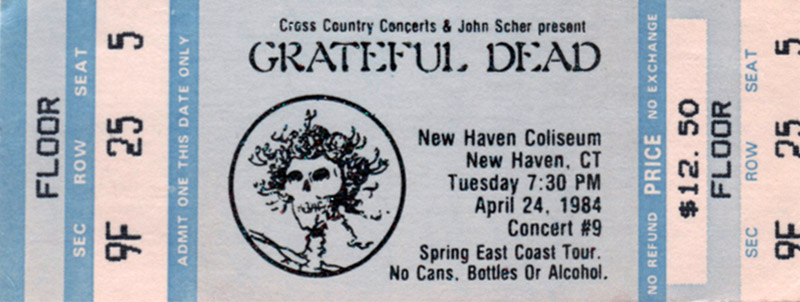 FLOOR
SEC ROW SEAT
9F 25 5
ADMIT ONE THIS DATE ONLY
Cross Country Concerts & John Scher present
GRATEFUL DEAD
New Haven Coliseum
New Haven, CT
Tuesday 7:30 PM
April 24, 1984
Concert #9
Spring East Coast Tour.
No Cans, Bottles Or Alcohol.
NO REFUND PRICE NO EXCHANGE
$12.50
FLOOR
SEC ROW SEAT
9F 25 5